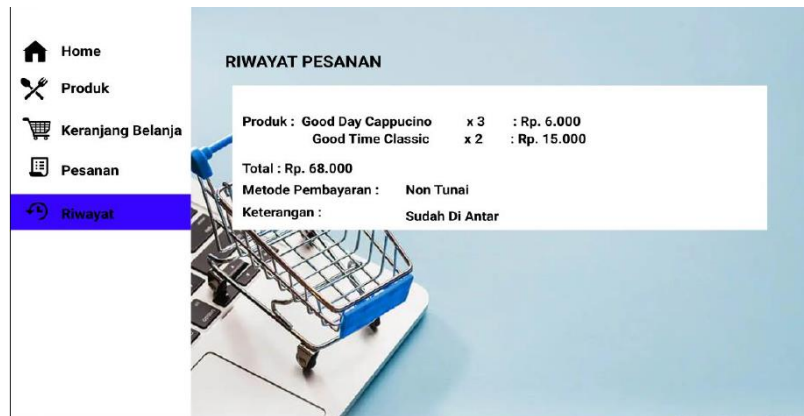 Home
Produk
Keranjang Belanja
Pesanan
Riwayat
RIWAYAT PESANAN
Produk : Good Day Cappucino x 3 : Rp. 6.000
Good Time Classic x 2 : Rp. 15.000
Total : Rp. 68.000
Metode Pembayaran : Non Tunai
Keterangan : Sudah Di Antar